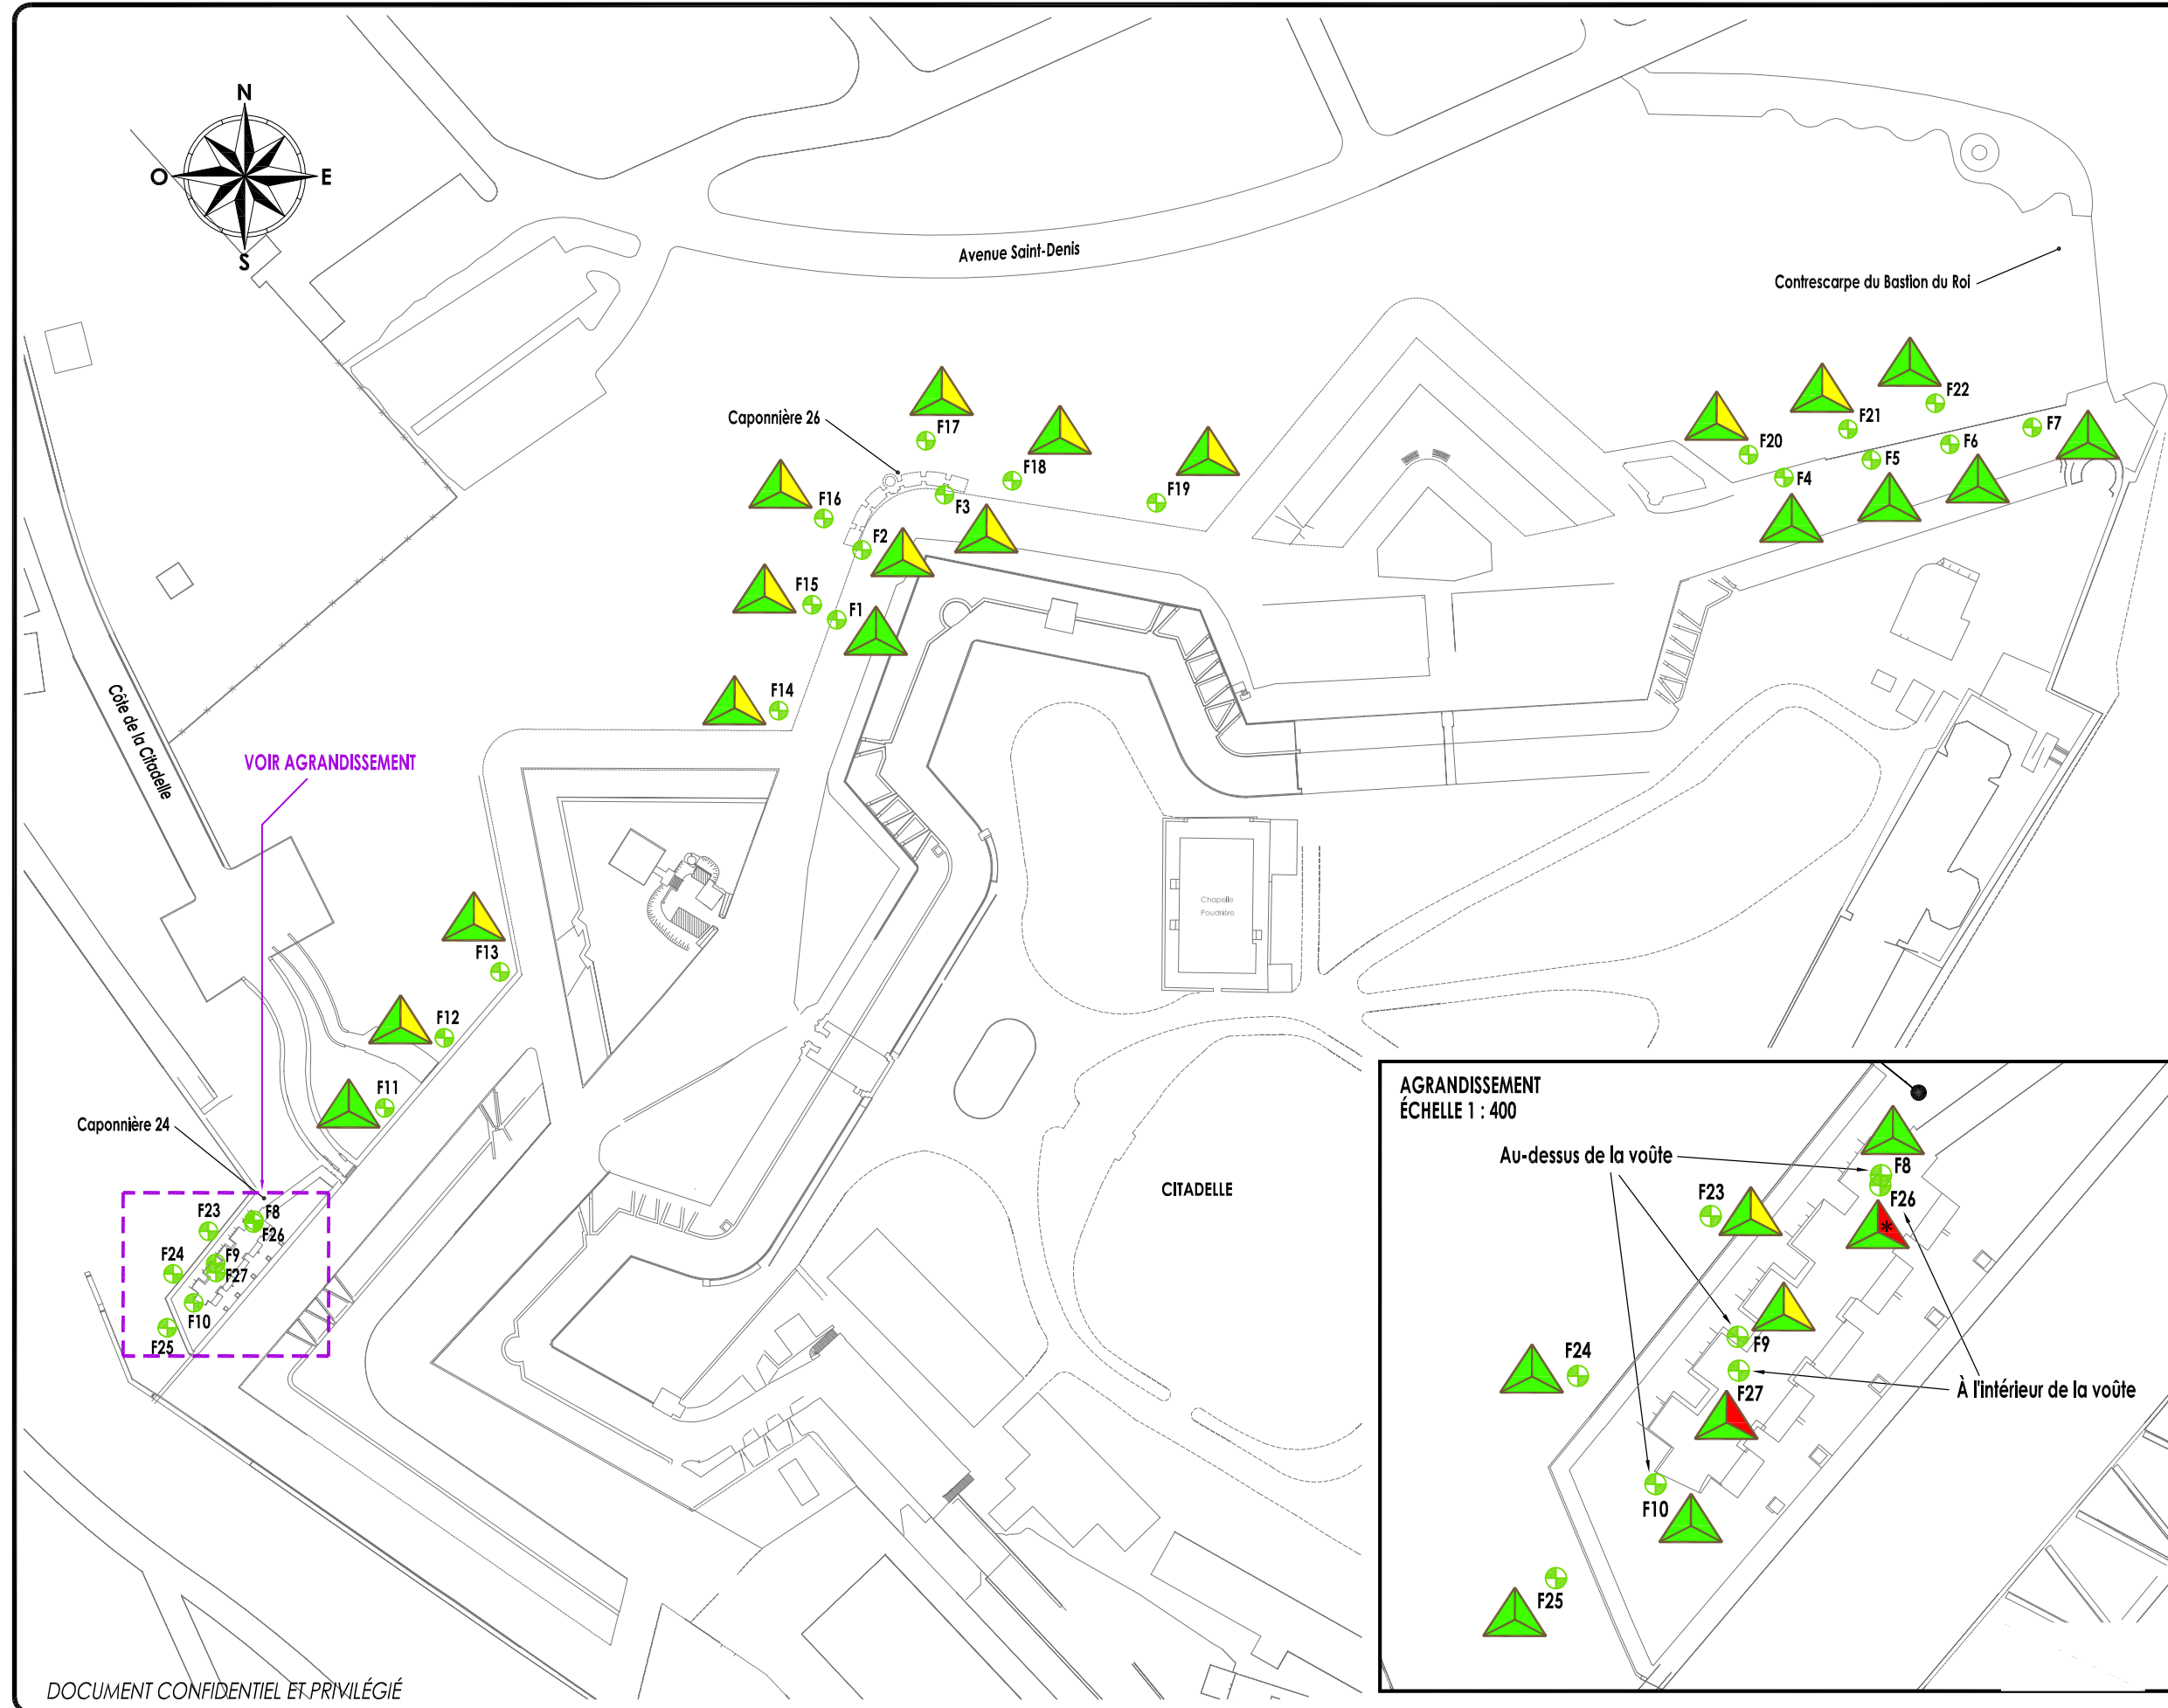 N
O
E
S
Avenue Saint-Denis
Contrescarpe du Bastion du Roi
F22
F21
F20
F7
F6
F5
F4
Caponnière 26
F17
F18
F19
F16
F3
F2
F15
F1
F14
Côte de la Citadelle
VOIR AGRANDISSEMENT
Chapelle
Poudrière
F13
F12
F11
Caponnière 24
F23
F8
F26
F24
F9
F27
F10
F25
CITADELLE
AGRANDISSEMENT
ÉCHELLE 1 : 400
Au-dessus de la voûte
F8
F23
F26
*
F9
F24
F27
À l'intérieur de la voûte
F10
F25
DOCUMENT CONFIDENTIEL ET PRIVILÉGIÉ